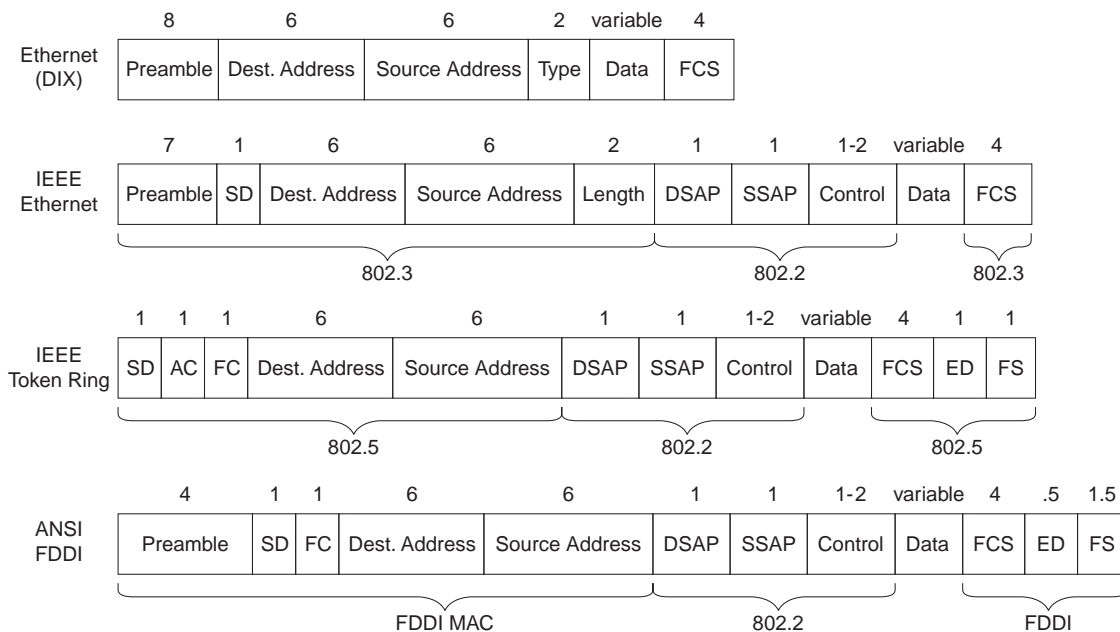 8 6 6 2 variable 4
Ethernet
(DIX)
Preamble Dest. Address Source Address Type Data FCS
7 1 6 6 2 1 1 1-2 variable 4
IEEE
Ethernet
Preamble SD Dest. Address Source Address Length DSAP SSAP Control Data FCS
802.3 802.2 802.3
1 1 1 6 6 1 1 1-2 variable 4 1 1
IEEE
Token Ring
SD AC FC Dest. Address Source Address DSAP SSAP Control Data FCS ED FS
802.5 802.2 802.5
4 1 1 6 6 1 1 1-2 variable 4 .5 1.5
ANSI
FDDI
Preamble SD FC Dest. Address Source Address DSAP SSAP Control Data FCS ED FS
FDDI MAC 802.2 FDDI